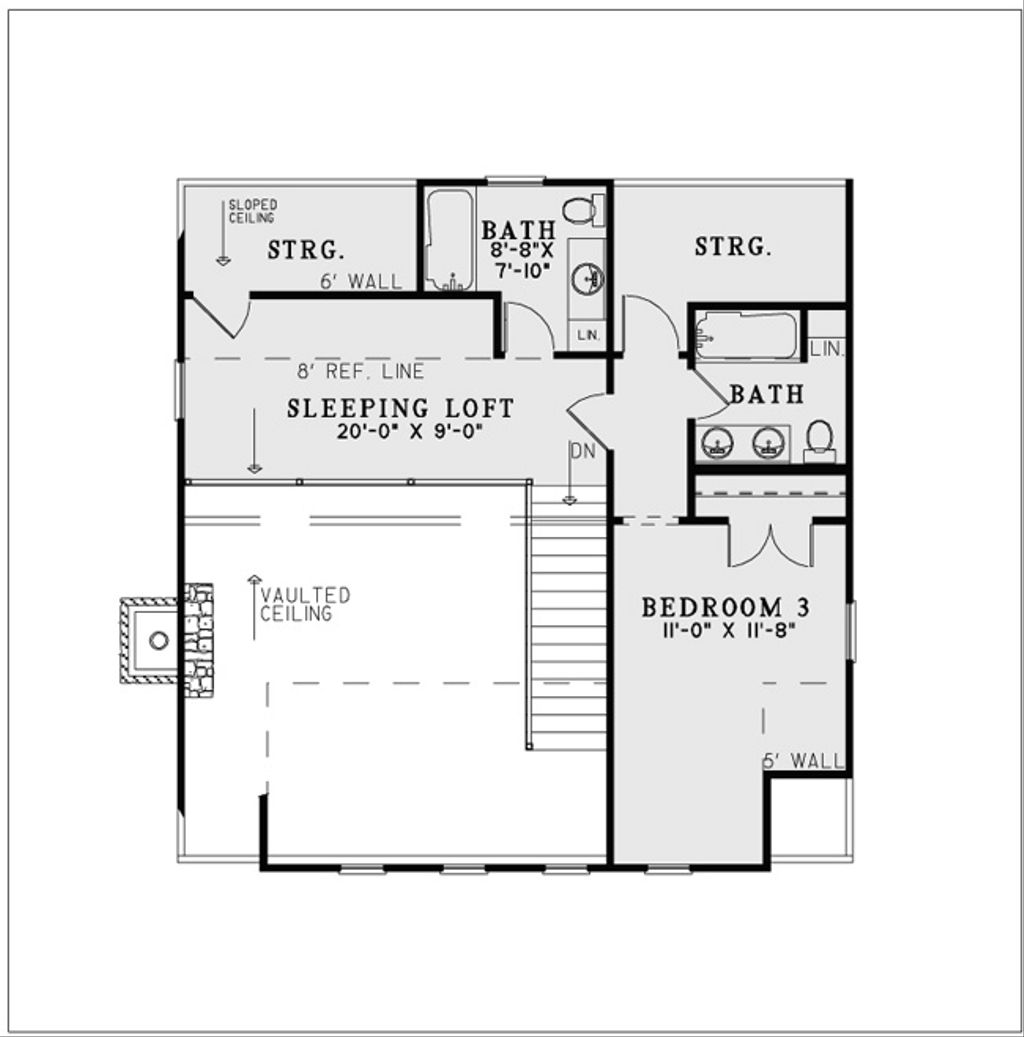 SLOPED
CEILING
STRG.
6' WALL
BATH
8'-8"X
7'-10"
LIN.
STRG.
LIN.
BATH
8' REF. LINE
SLEEPING LOFT
20'-0" X 9'-0"
DN
VAULTED
CEILING
BEDROOM 3
11'-0" X 11'-8"
5' WALL